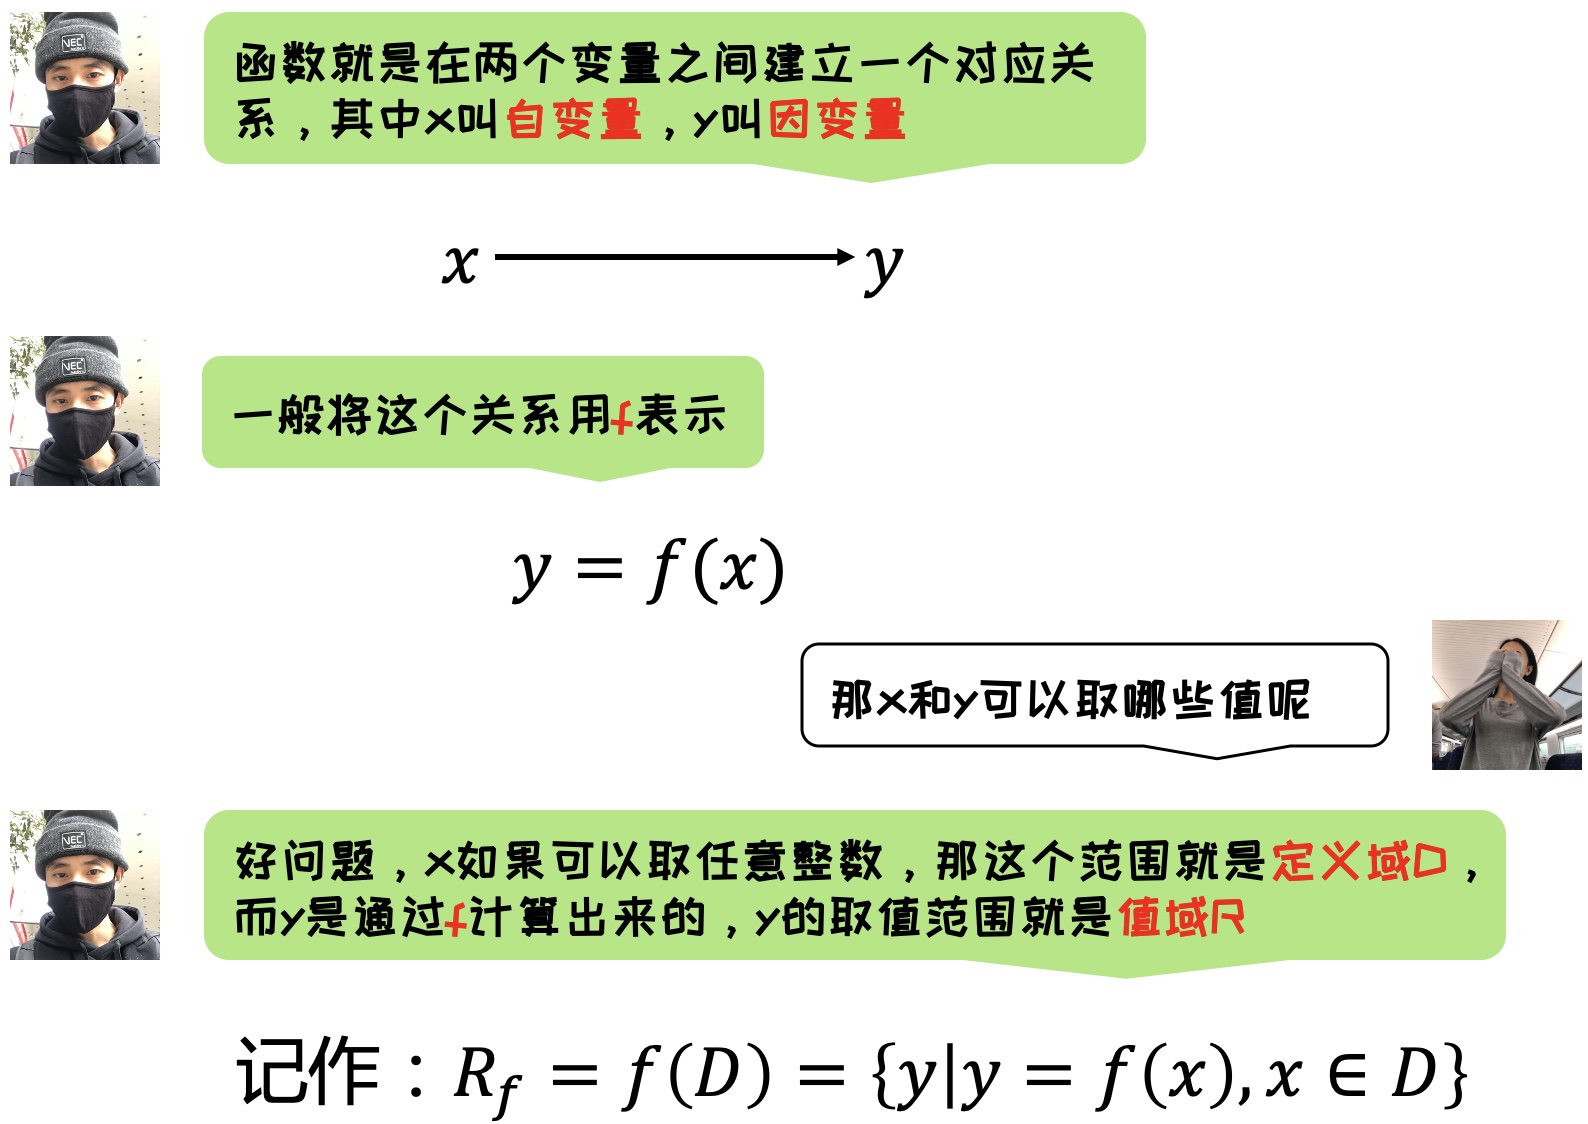 函数就是在两个变量之间建立一个对应关
系，其中x叫自变量，y叫因变量
x → y
一般将这个关系用f表示
y = f(x)
那x和y可以取哪些值呢
好问题，x如果可以取任意整数，那这个范围就是定义域D，
而y是通过f计算出来的，y的取值范围就是值域R
记作：R_f = f(D) = {y|y = f(x), x ∈ D}